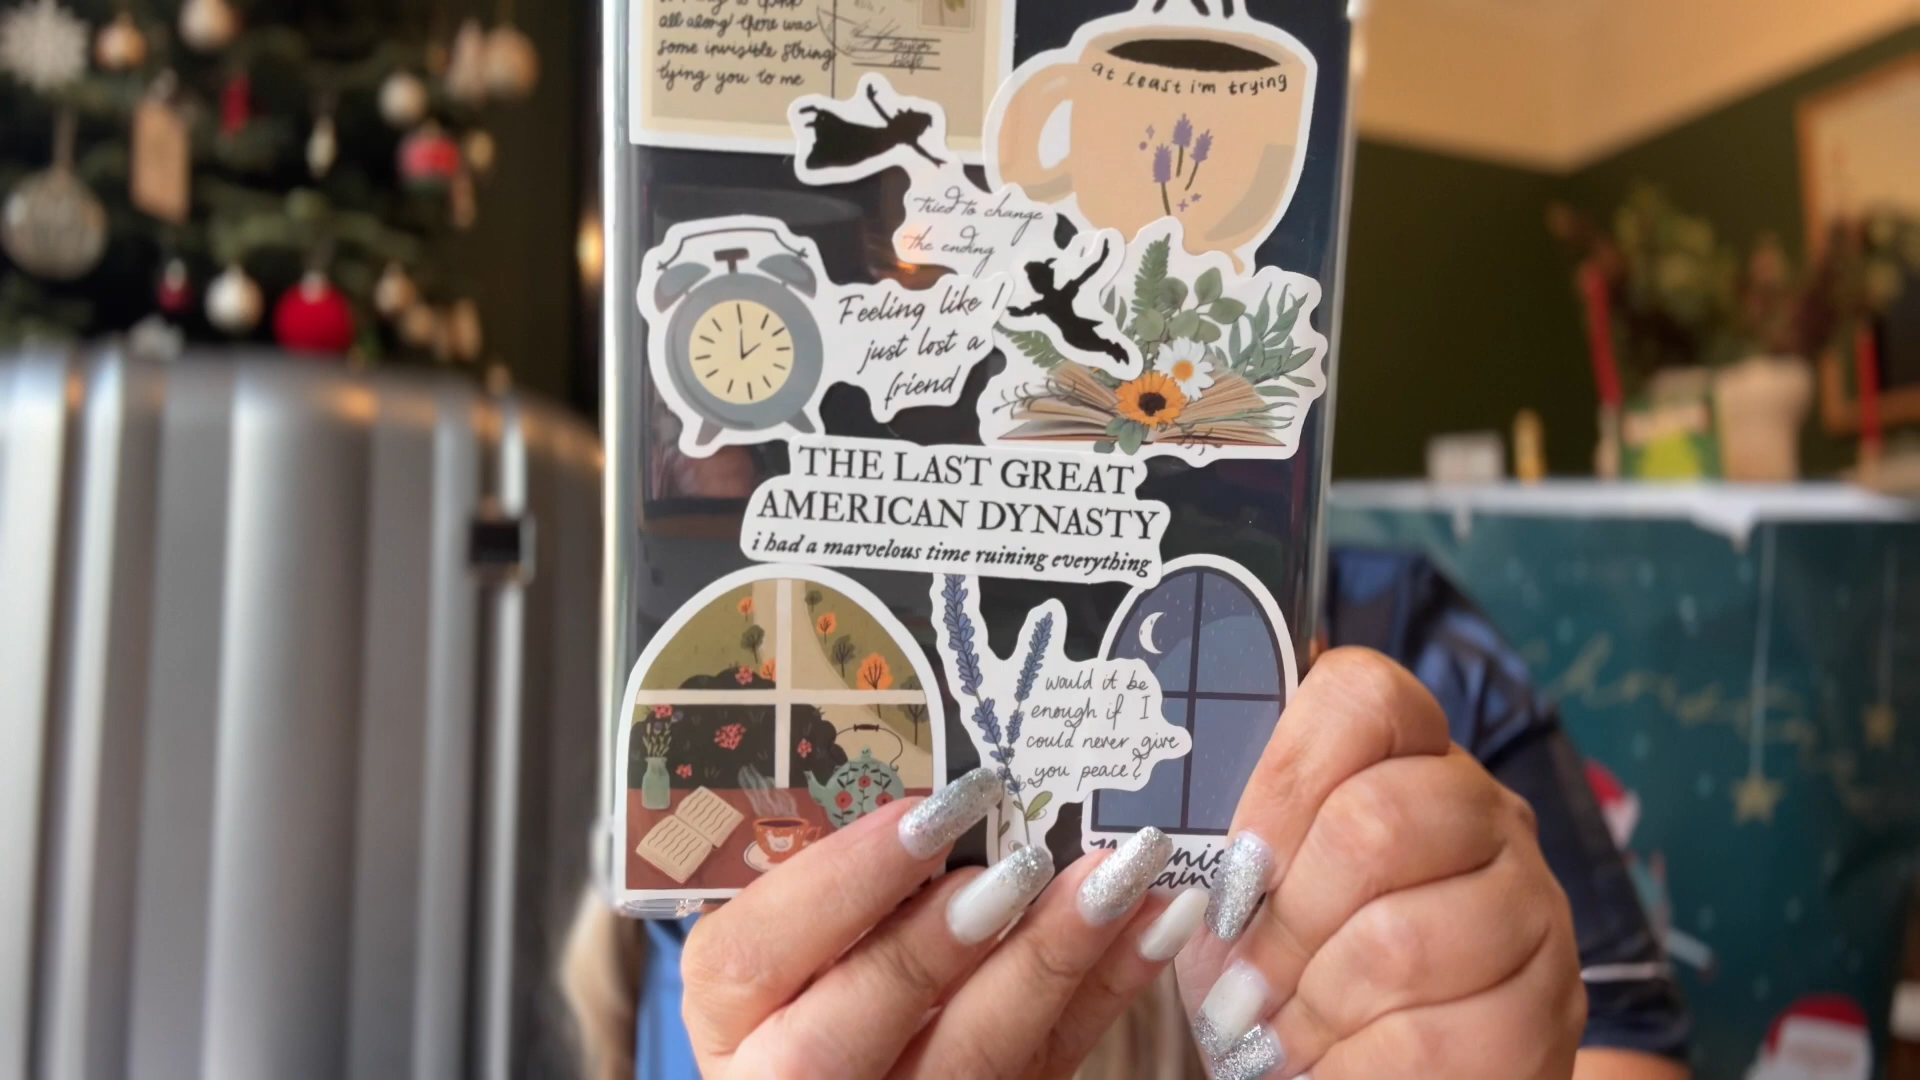 all along there was
some invisible string
tying you to me
at least i'm trying
tried to change
the ending
Feeling like I
just lost a
friend
THE LAST GREAT
AMERICAN DYNASTY
i had a marvelous time ruining everything
would it be
enough if I
could never give
you peace?